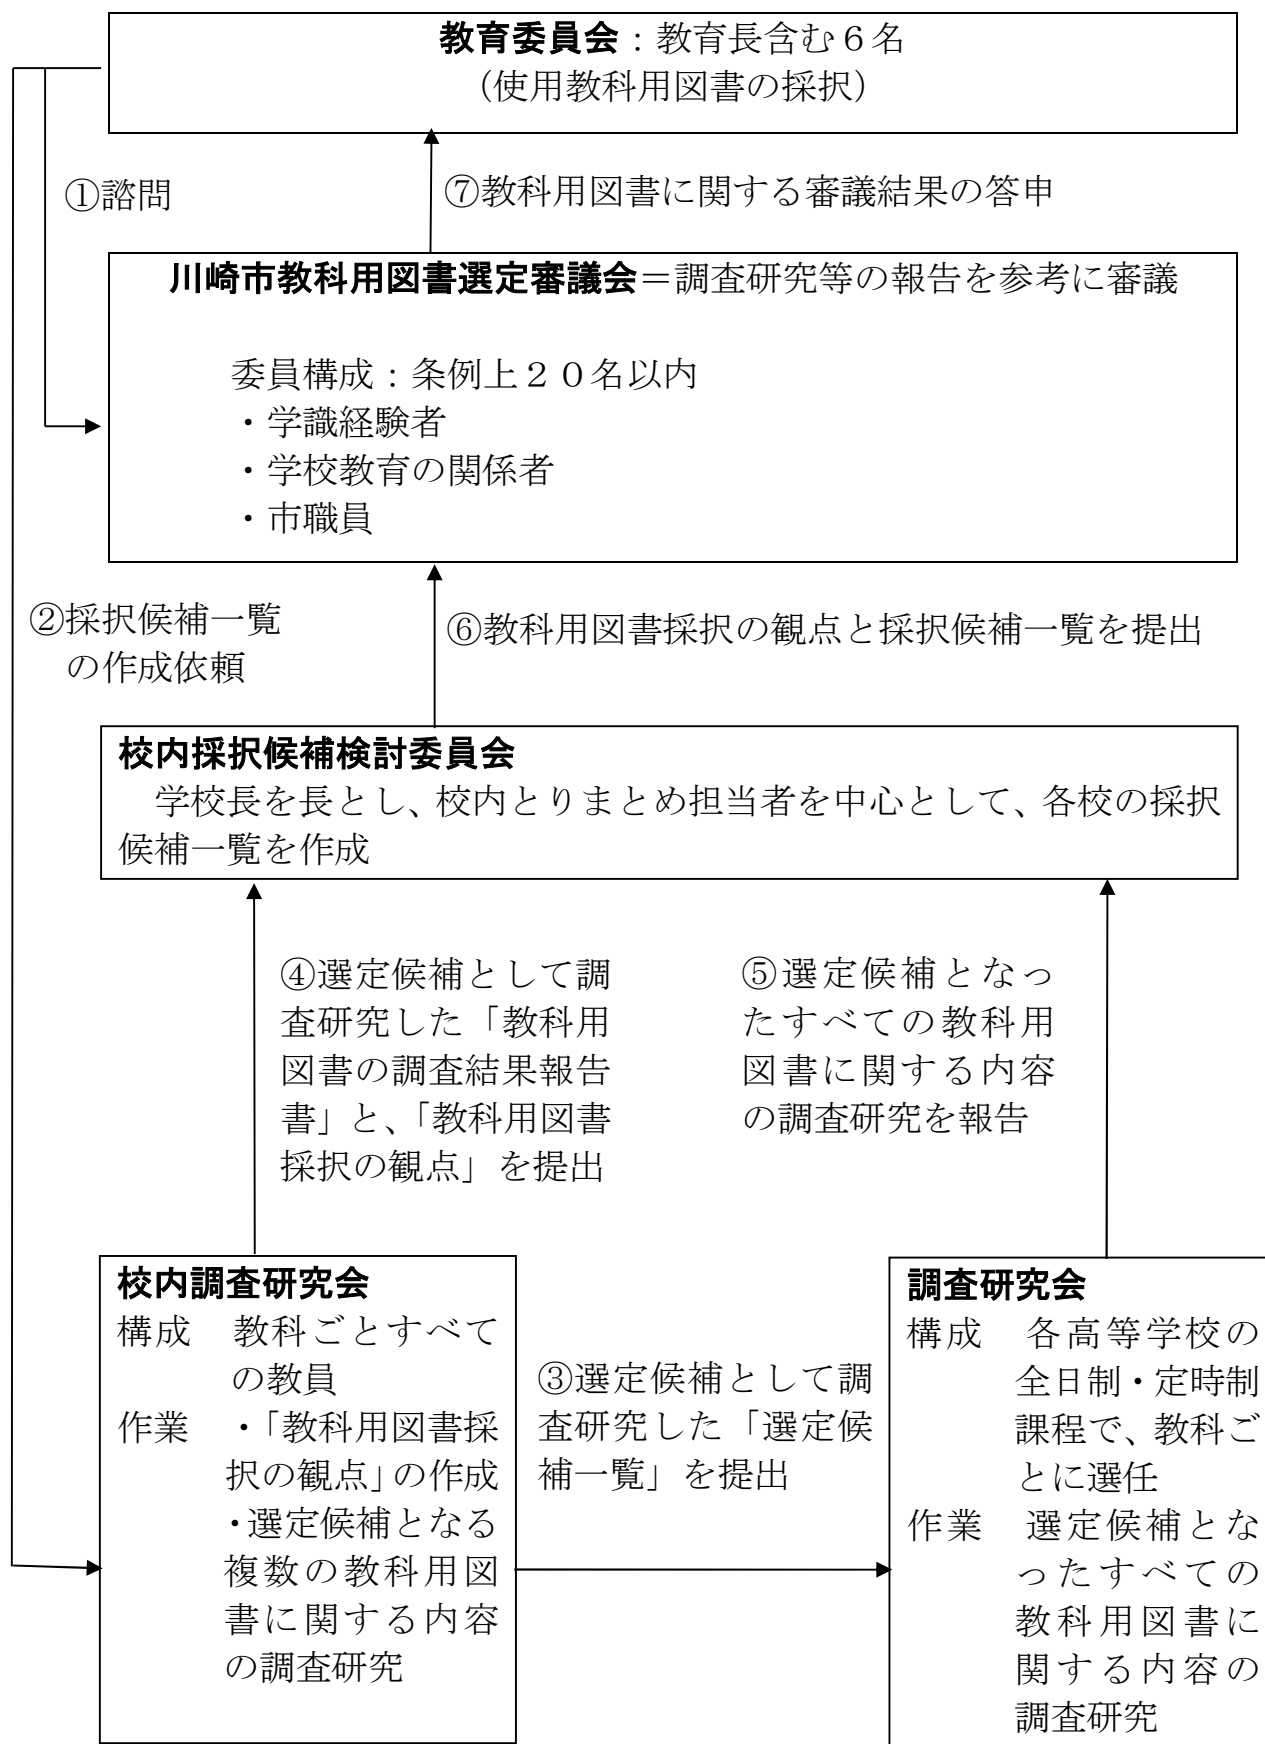 教育委員会：教育長含む６名
（使用教科用図書の採択）
①諮問
⑦教科用図書に関する審議結果の答申
川崎市教科用図書選定審議会＝調査研究等の報告を参考に審議
委員構成：条例上２０名以内
・学識経験者
・学校教育の関係者
・市職員
②採択候補一覧
の作成依頼
⑥教科用図書採択の観点と採択候補一覧を提出
校内採択候補検討委員会
学校長を長とし、校内とりまとめ担当者を中心として、各校の採択
候補一覧を作成
④選定候補として調
査研究した「教科用
図書の調査結果報告
書」と、「教科用図書
採択の観点」を提出
⑤選定候補となっ
たすべての教科用
図書に関する内容
の調査研究を報告
校内調査研究会
構成　教科ごとすべて
の教員
作業　・「教科用図書採
択の観点」の作成
・選定候補となる
複数の教科用図
書に関する内容
の調査研究
③選定候補として調
査研究した「選定候
補一覧」を提出
調査研究会
構成　各高等学校の
全日制・定時制
課程で、教科ご
とに選任
作業　選定候補とな
ったすべての
教科用図書に
関する内容の
調査研究